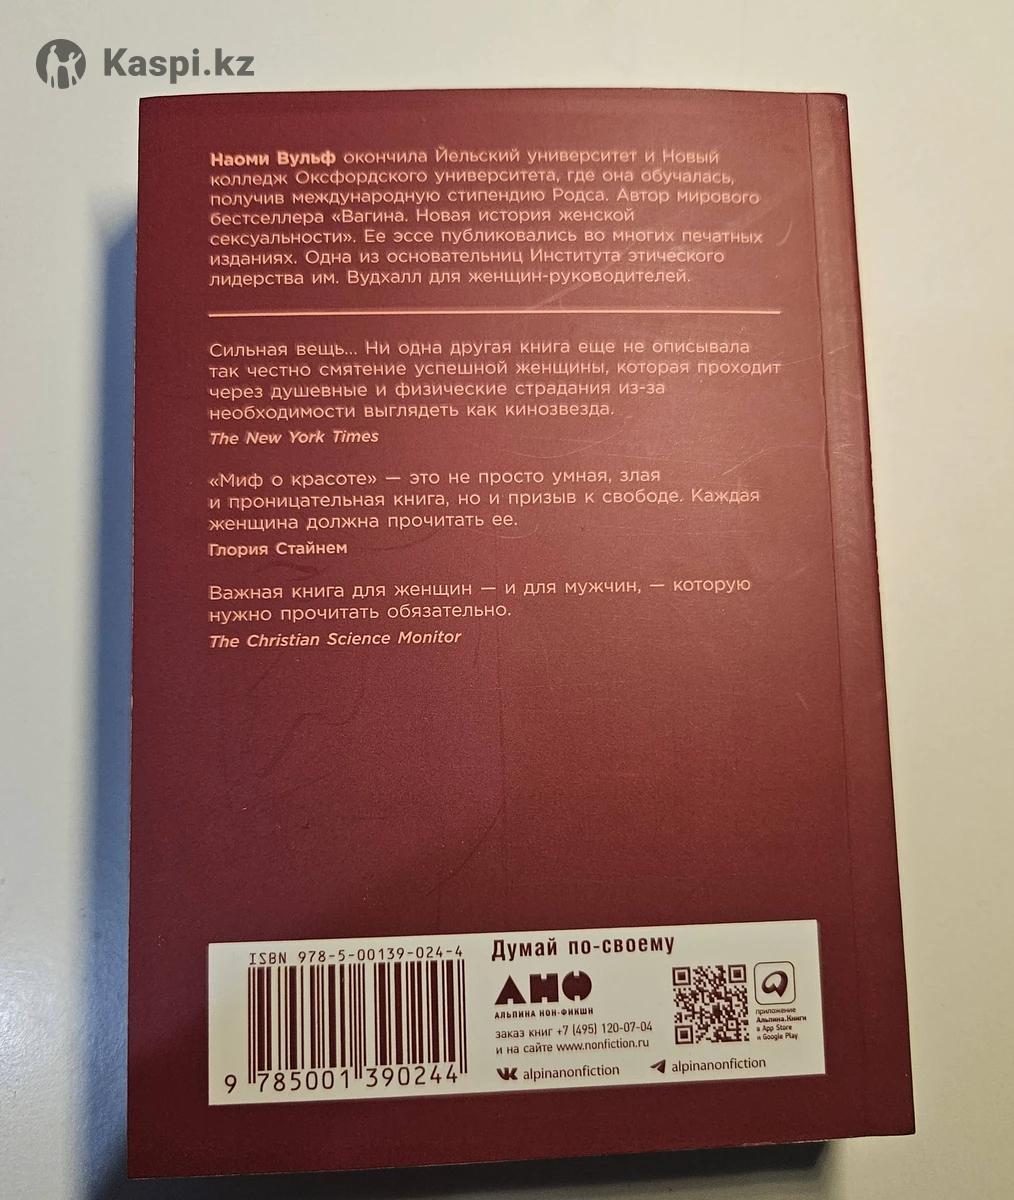 Kaspi.kz
Наоми Вульф окончила Йельский университет и Новый
колледж Оксфордского университета, где она обучалась,
получив международную стипендию Родса. Автор мирового
бестселлера «Вагина. Новая история женской
сексуальности». Ее эссе публиковались во многих печатных
изданиях. Одна из основательниц Института этического
лидерства им. Вудхалл для женщин-руководителей.
Сильная вещь... Ни одна другая книга еще не описывала
так честно смятение успешной женщины, которая проходит
через душевные и физические страдания из-за
необходимости выглядеть как кинозвезда.
The New York Times
«Миф о красоте» — это не просто умная, злая
и проницательная книга, но и призыв к свободе. Каждая
женщина должна прочитать ее.
Глория Стайнем
Важная книга для женщин — и для мужчин, — которую
нужно прочитать обязательно.
The Christian Science Monitor
ISBN 978-5-00139-024-4
9 785001 390244
Думай по-своему
АНФ
АЛЬПИНА НОН-ФИКШН
заказ книг +7 (495) 120-07-04
и на сайте www.nonfiction.ru
alpinanonfiction
alpinanonfiction
приложение
Альпина.Книги
в App Store
и Google Play